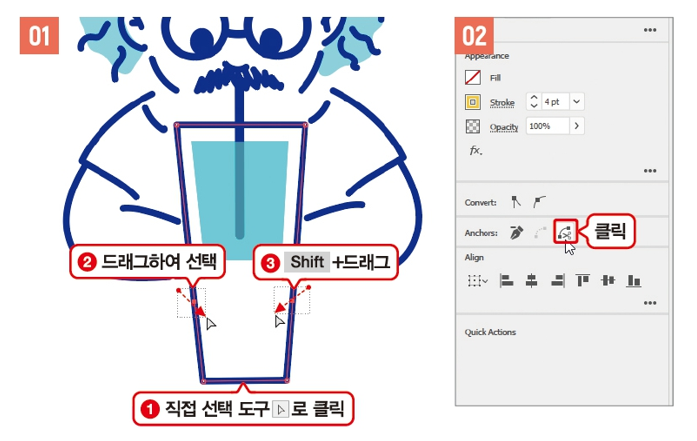 01
02
Appearance
Fill
Stroke
4 pt
Opacity
100%
fx.
Convert:
Anchors:
클릭
Align
Quick Actions
❷ 드래그하여 선택
❸ Shift +드래그
❶ 직접 선택 도구 로 클릭